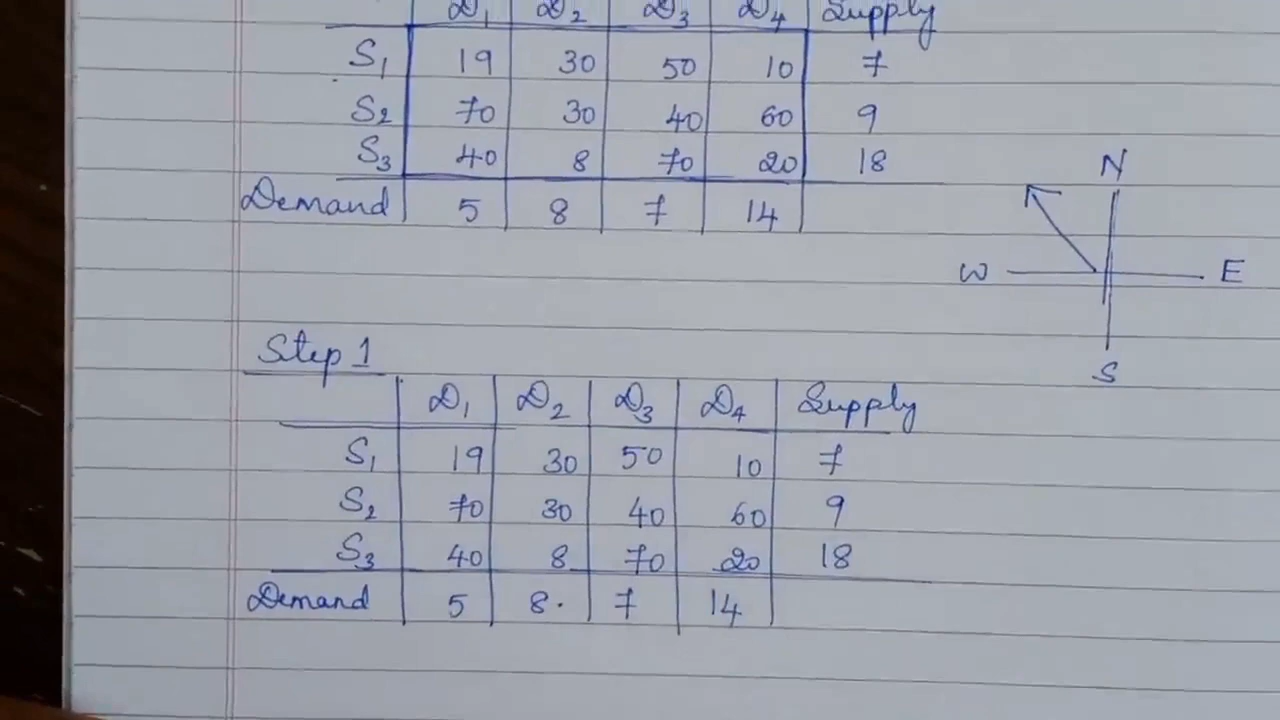 D1 D2 D3 D4 Supply
S1 19 30 50 10 7
S2 70 30 40 60 9
S3 40 8 70 20 18
Demand 5 8 7 14
N
W E
S
Step 1
D1 D2 D3 D4 Supply
S1 19 30 50 10 7
S2 70 30 40 60 9
S3 40 8 70 20 18
Demand 5 8. 7 14